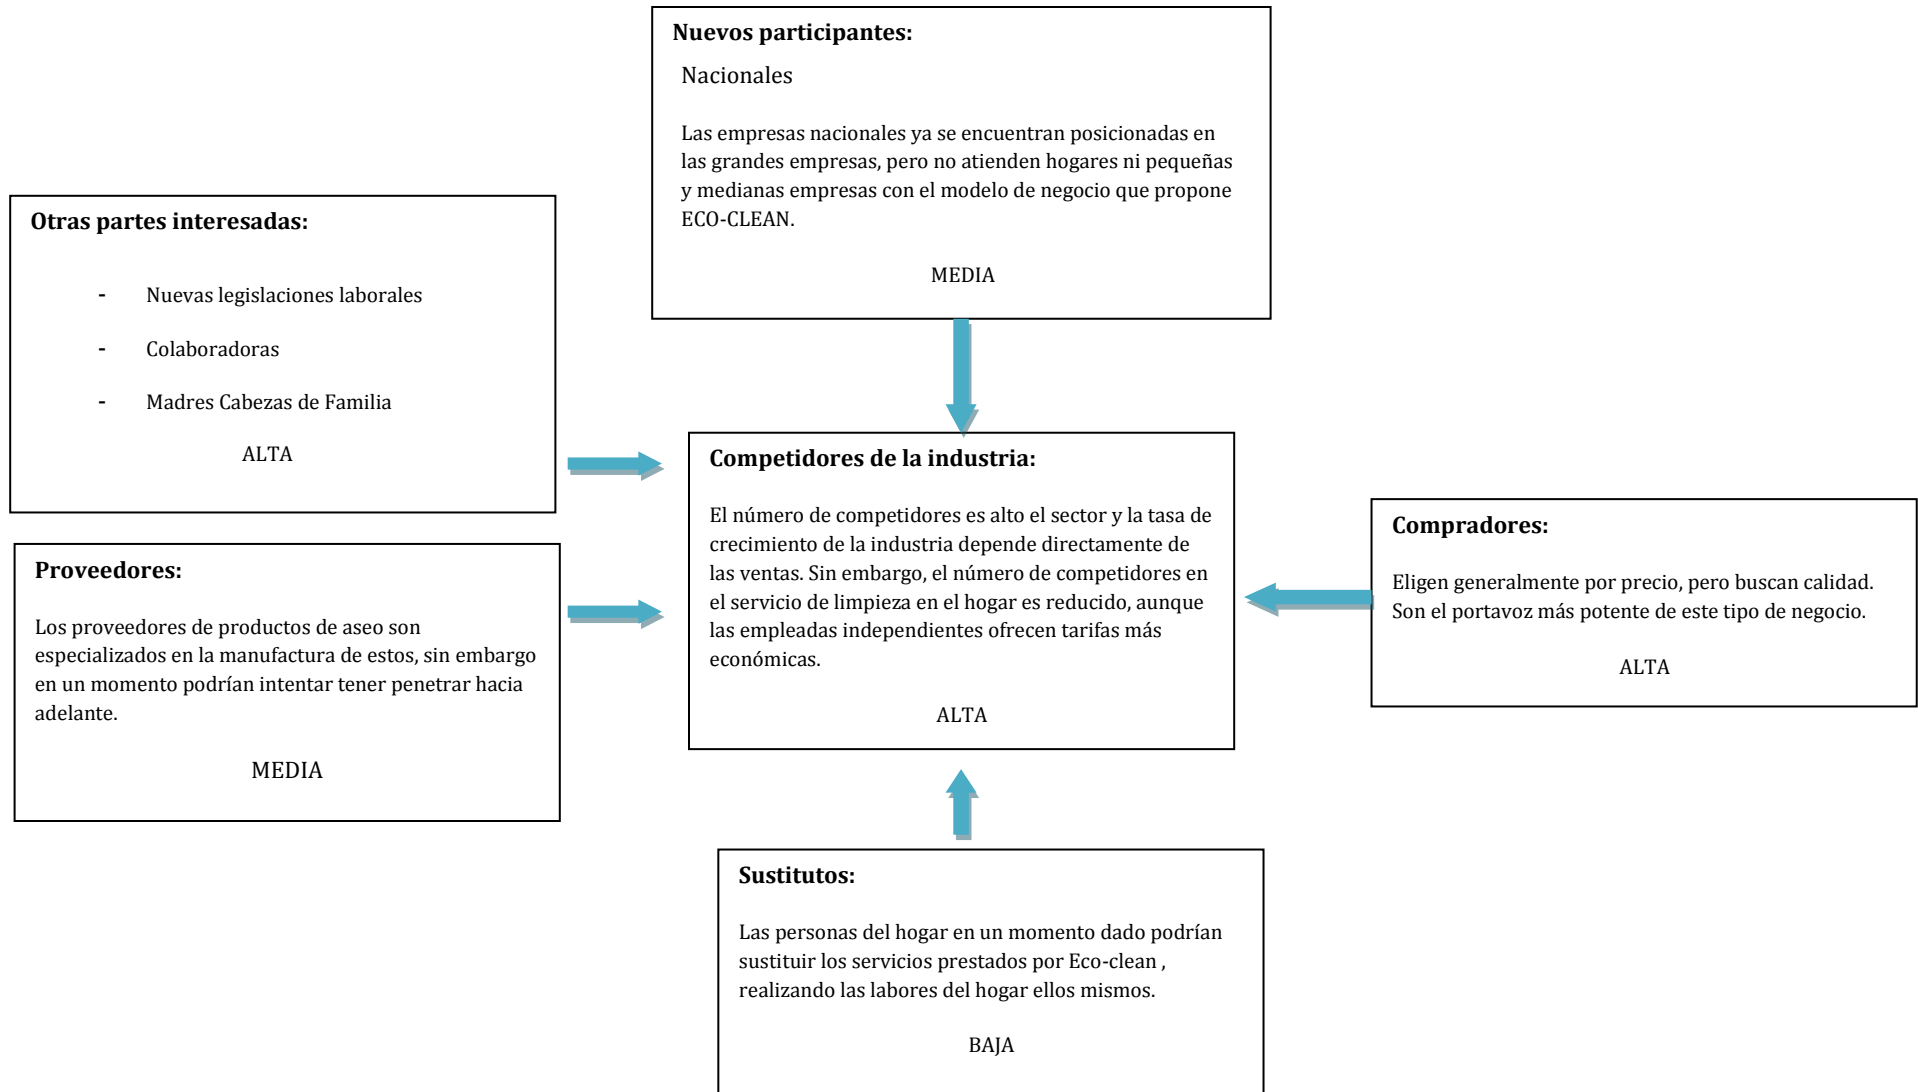 Nuevos participantes:
Nacionales
Las empresas nacionales ya se encuentran posicionadas en
las grandes empresas, pero no atienden hogares ni pequeñas
y medianas empresas con el modelo de negocio que propone
ECO-CLEAN.
MEDIA
Otras partes interesadas:
- Nuevas legislaciones laborales
- Colaboradoras
- Madres Cabezas de Familia
ALTA
Proveedores:
Los proveedores de productos de aseo son
especializados en la manufactura de estos, sin embargo
en un momento podrían intentar tener penetrar hacia
adelante.
MEDIA
Competidores de la industria:
El número de competidores es alto el sector y la tasa de
crecimiento de la industria depende directamente de
las ventas. Sin embargo, el número de competidores en
el servicio de limpieza en el hogar es reducido, aunque
las empleadas independientes ofrecen tarifas más
económicas.
ALTA
Compradores:
Eligen generalmente por precio, pero buscan calidad.
Son el portavoz más potente de este tipo de negocio.
ALTA
Sustitutos:
Las personas del hogar en un momento dado podrían
sustituir los servicios prestados por Eco-clean ,
realizando las labores del hogar ellos mismos.
BAJA